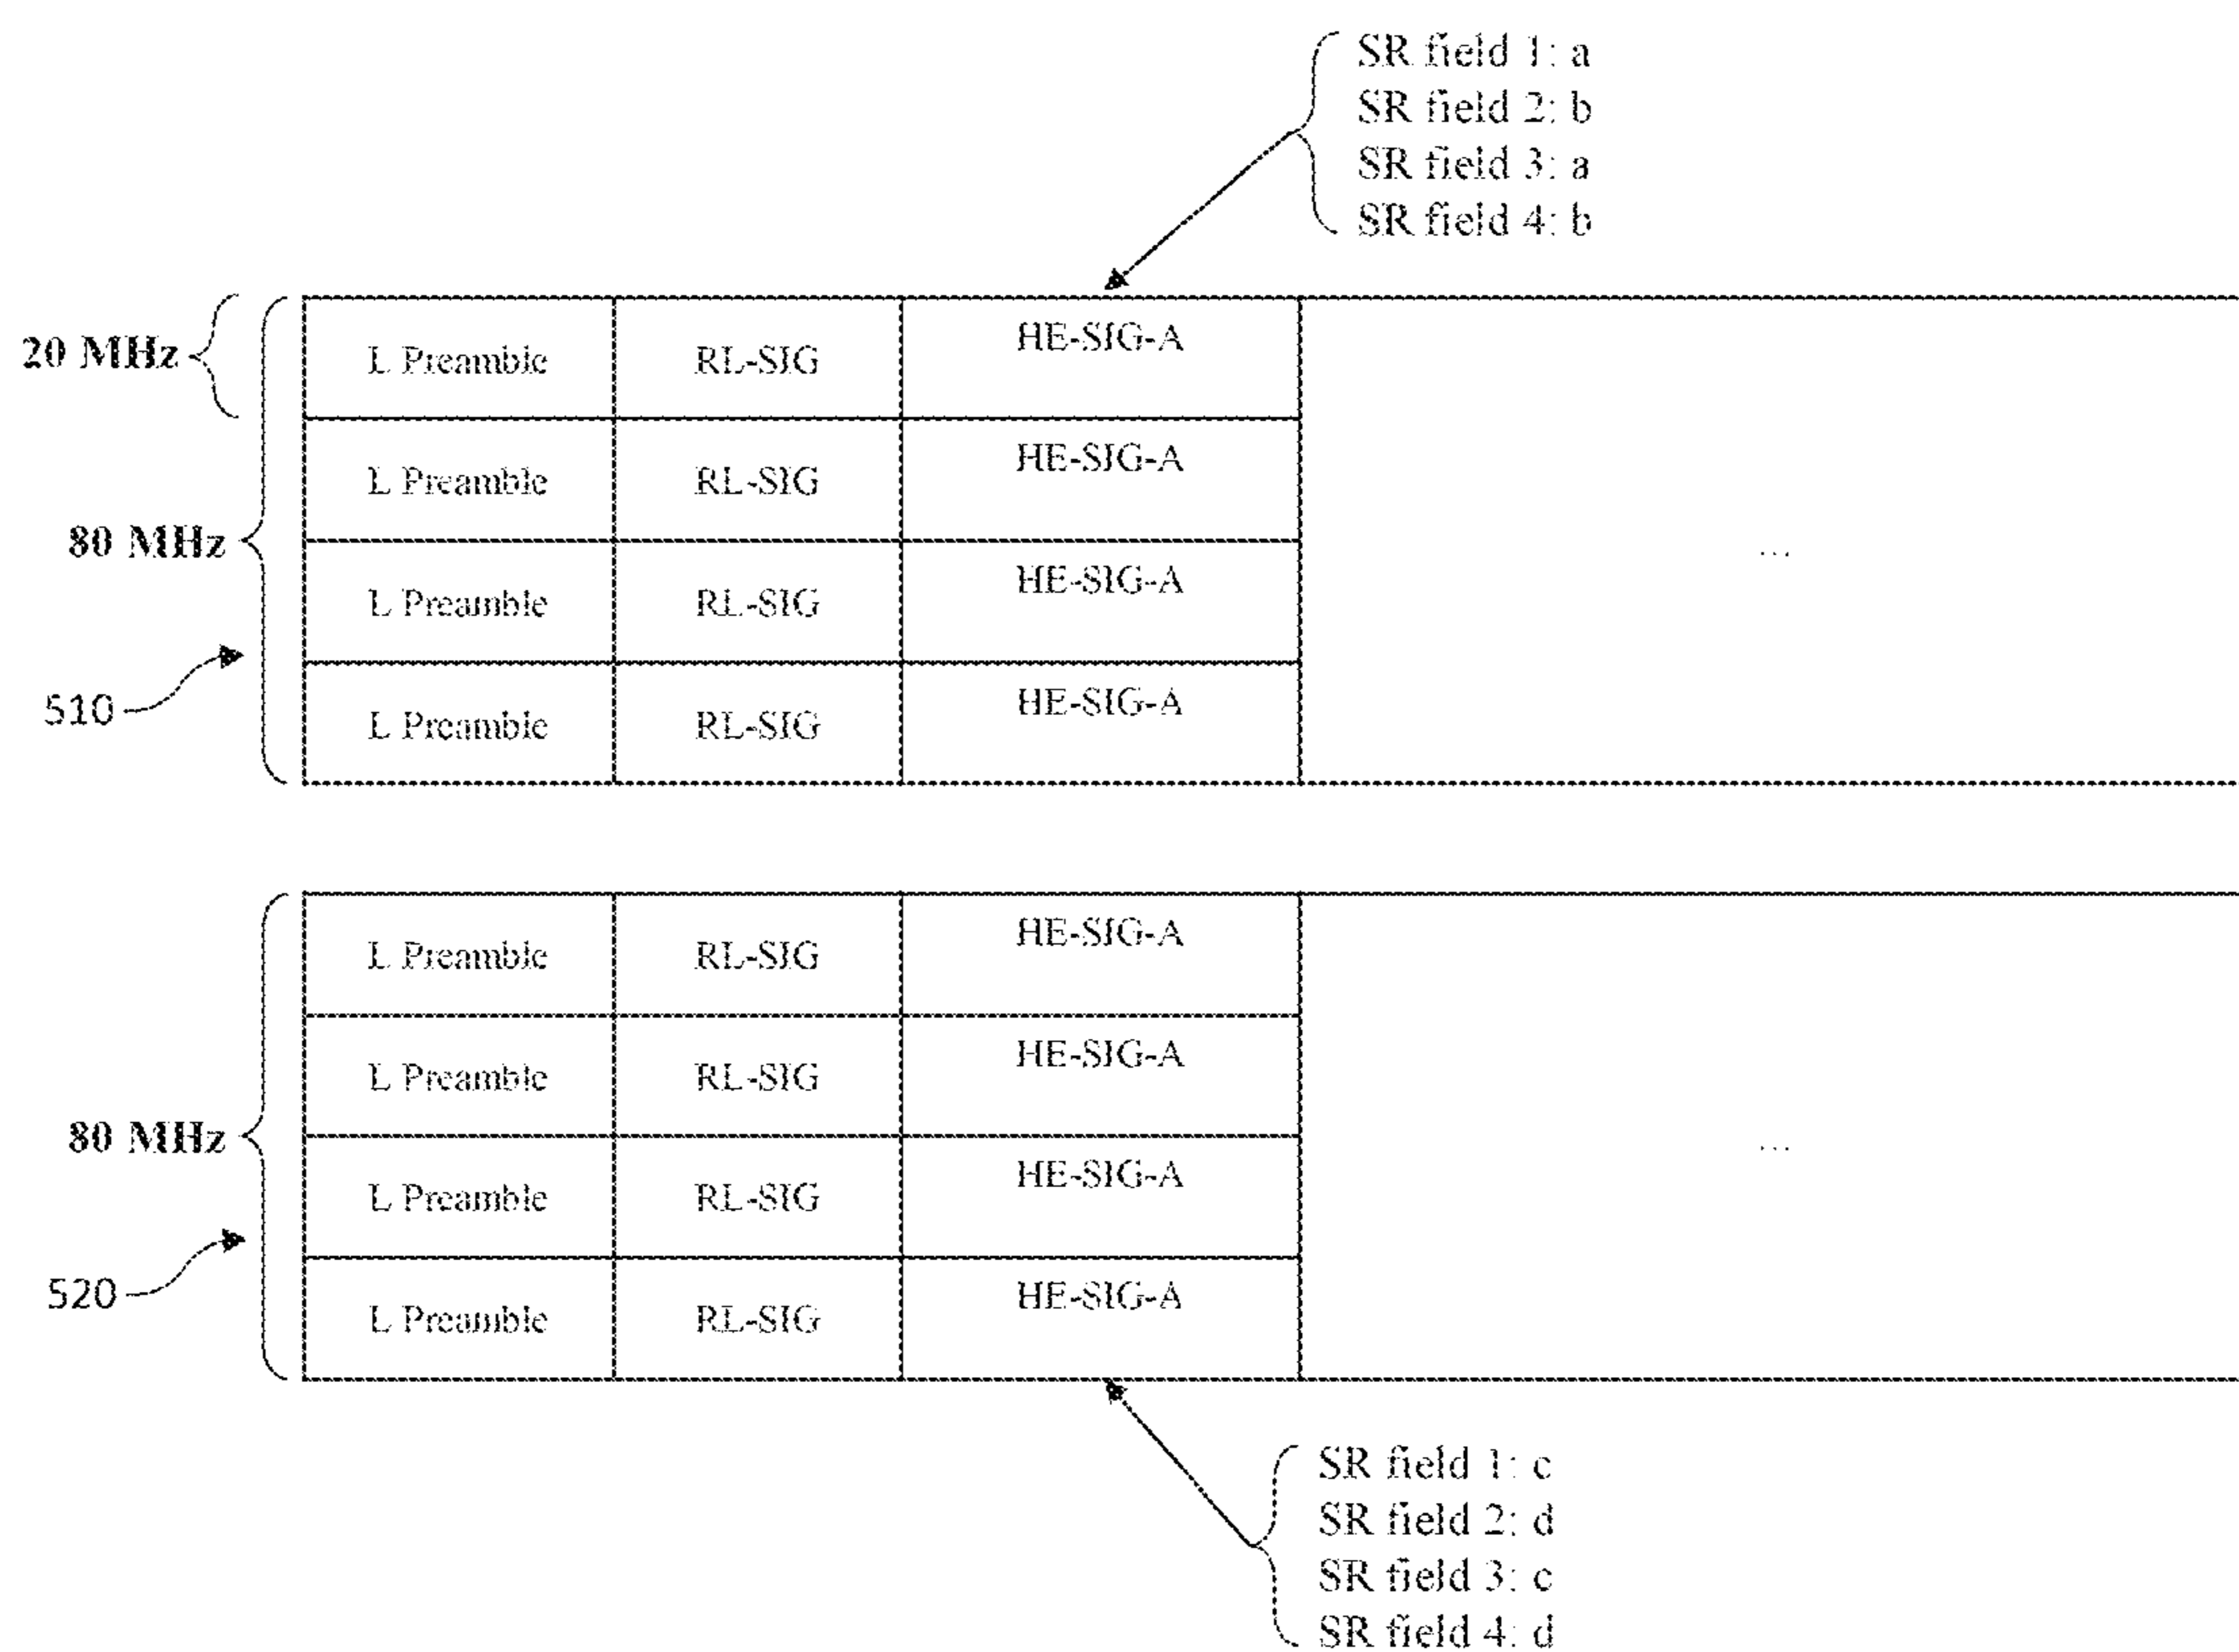 SR field 1: a
SR field 2: b
SR field 3: a
SR field 4: b
20 MHz
L Preamble RL-SIG HE-SIG-A
L Preamble RL-SIG HE-SIG-A
80 MHz
...
L Preamble RL-SIG HE-SIG-A
510
L Preamble RL-SIG HE-SIG-A
L Preamble RL-SIG HE-SIG-A
L Preamble RL-SIG HE-SIG-A
80 MHz
...
L Preamble RL-SIG HE-SIG-A
520
L Preamble RL-SIG HE-SIG-A
SR field 1: c
SR field 2: d
SR field 3: c
SR field 4: d